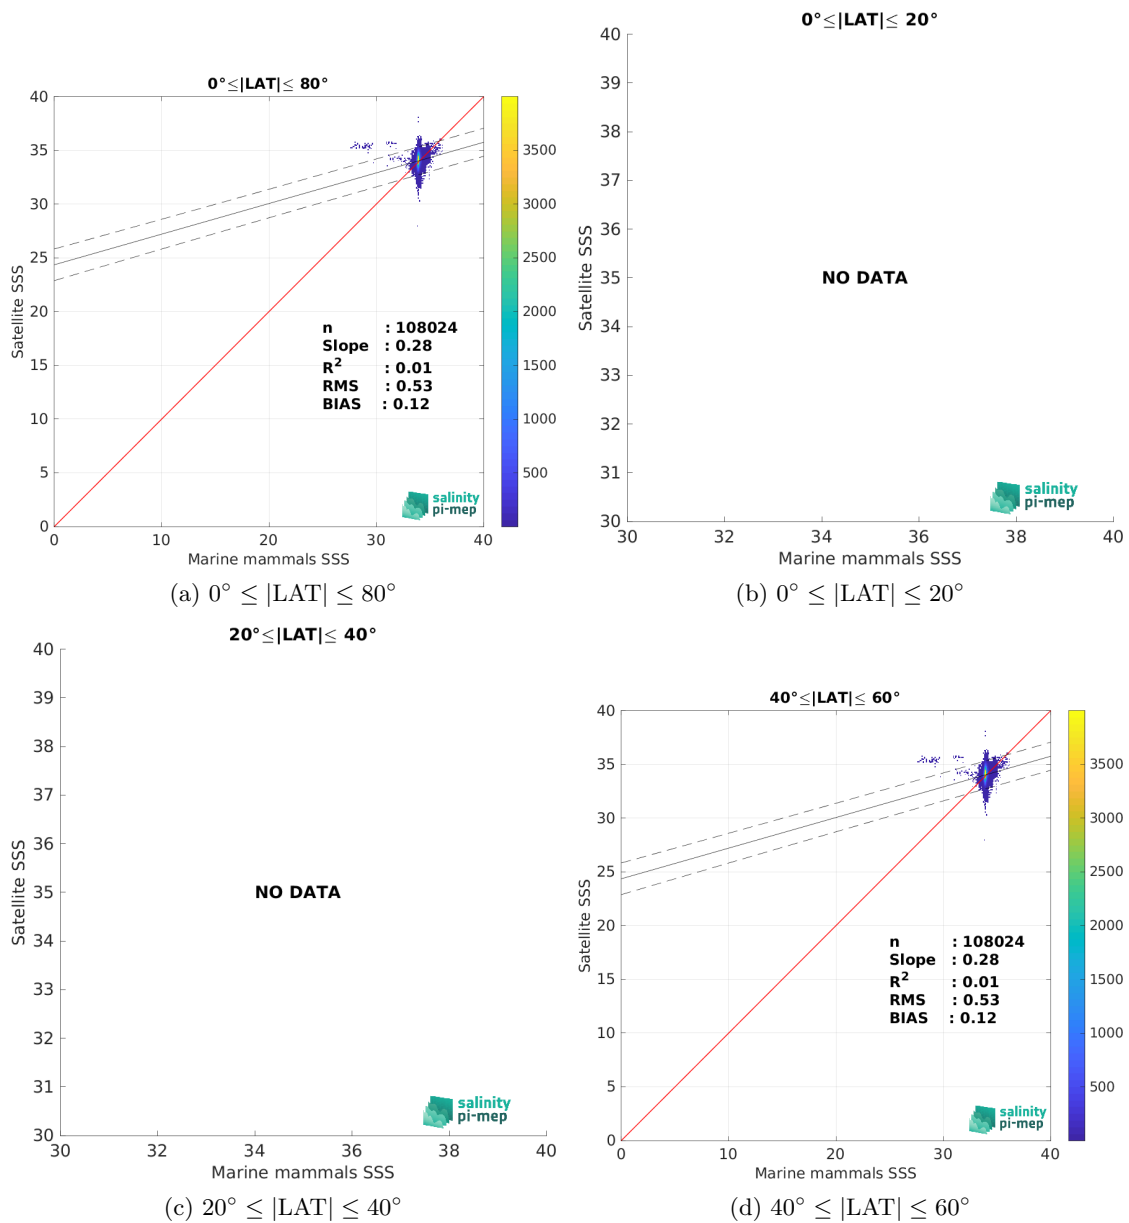 0°≤|LAT|≤ 80°
40
35
30
25
20
15
10
5
0
Satellite SSS
n : 108024
Slope : 0.28
R² : 0.01
RMS : 0.53
BIAS : 0.12
salinity
pi-mep
0 10 20 30 40
Marine mammals SSS
3500
3000
2500
2000
1500
1000
500
(a) 0° ≤ |LAT| ≤ 80°
0°≤|LAT|≤ 20°
40
39
38
37
36
35
34
33
32
31
30
Satellite SSS
NO DATA
salinity
pi-mep
30 32 34 36 38 40
Marine mammals SSS
(b) 0° ≤ |LAT| ≤ 20°
20°≤|LAT|≤ 40°
40
39
38
37
36
35
34
33
32
31
30
Satellite SSS
NO DATA
salinity
pi-mep
30 32 34 36 38 40
Marine mammals SSS
(c) 20° ≤ |LAT| ≤ 40°
40°≤|LAT|≤ 60°
40
35
30
25
20
15
10
5
0
Satellite SSS
n : 108024
Slope : 0.28
R² : 0.01
RMS : 0.53
BIAS : 0.12
salinity
pi-mep
0 10 20 30 40
Marine mammals SSS
3500
3000
2500
2000
1500
1000
500
(d) 40° ≤ |LAT| ≤ 60°